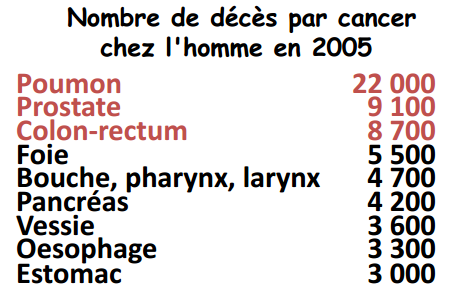 Nombre de décès par cancer
chez l'homme en 2005
Poumon 22 000
Prostate 9 100
Colon-rectum 8 700
Foie 5 500
Bouche, pharynx, larynx 4 700
Pancréas 4 200
Vessie 3 600
Oesophage 3 300
Estomac 3 000